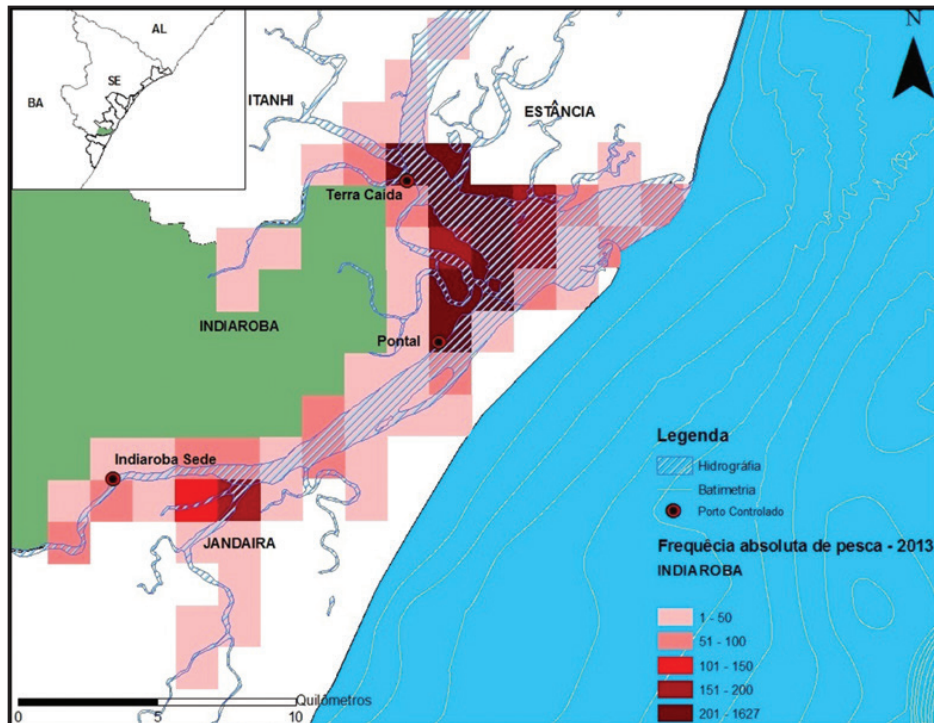 AL
SE
BA
N
ITANHI
ESTÂNCIA
Terra Caída
INDIAROBA
Pontal
Indiaroba Sede
JANDAIRA
Legenda
Hidrográfia
Batimetria
Porto Controlado
Frequêcia absoluta de pesca - 2013
INDIAROBA
1 - 50
51 - 100
101 - 150
151 - 200
201 - 1627
Quilômetros
0 5 10